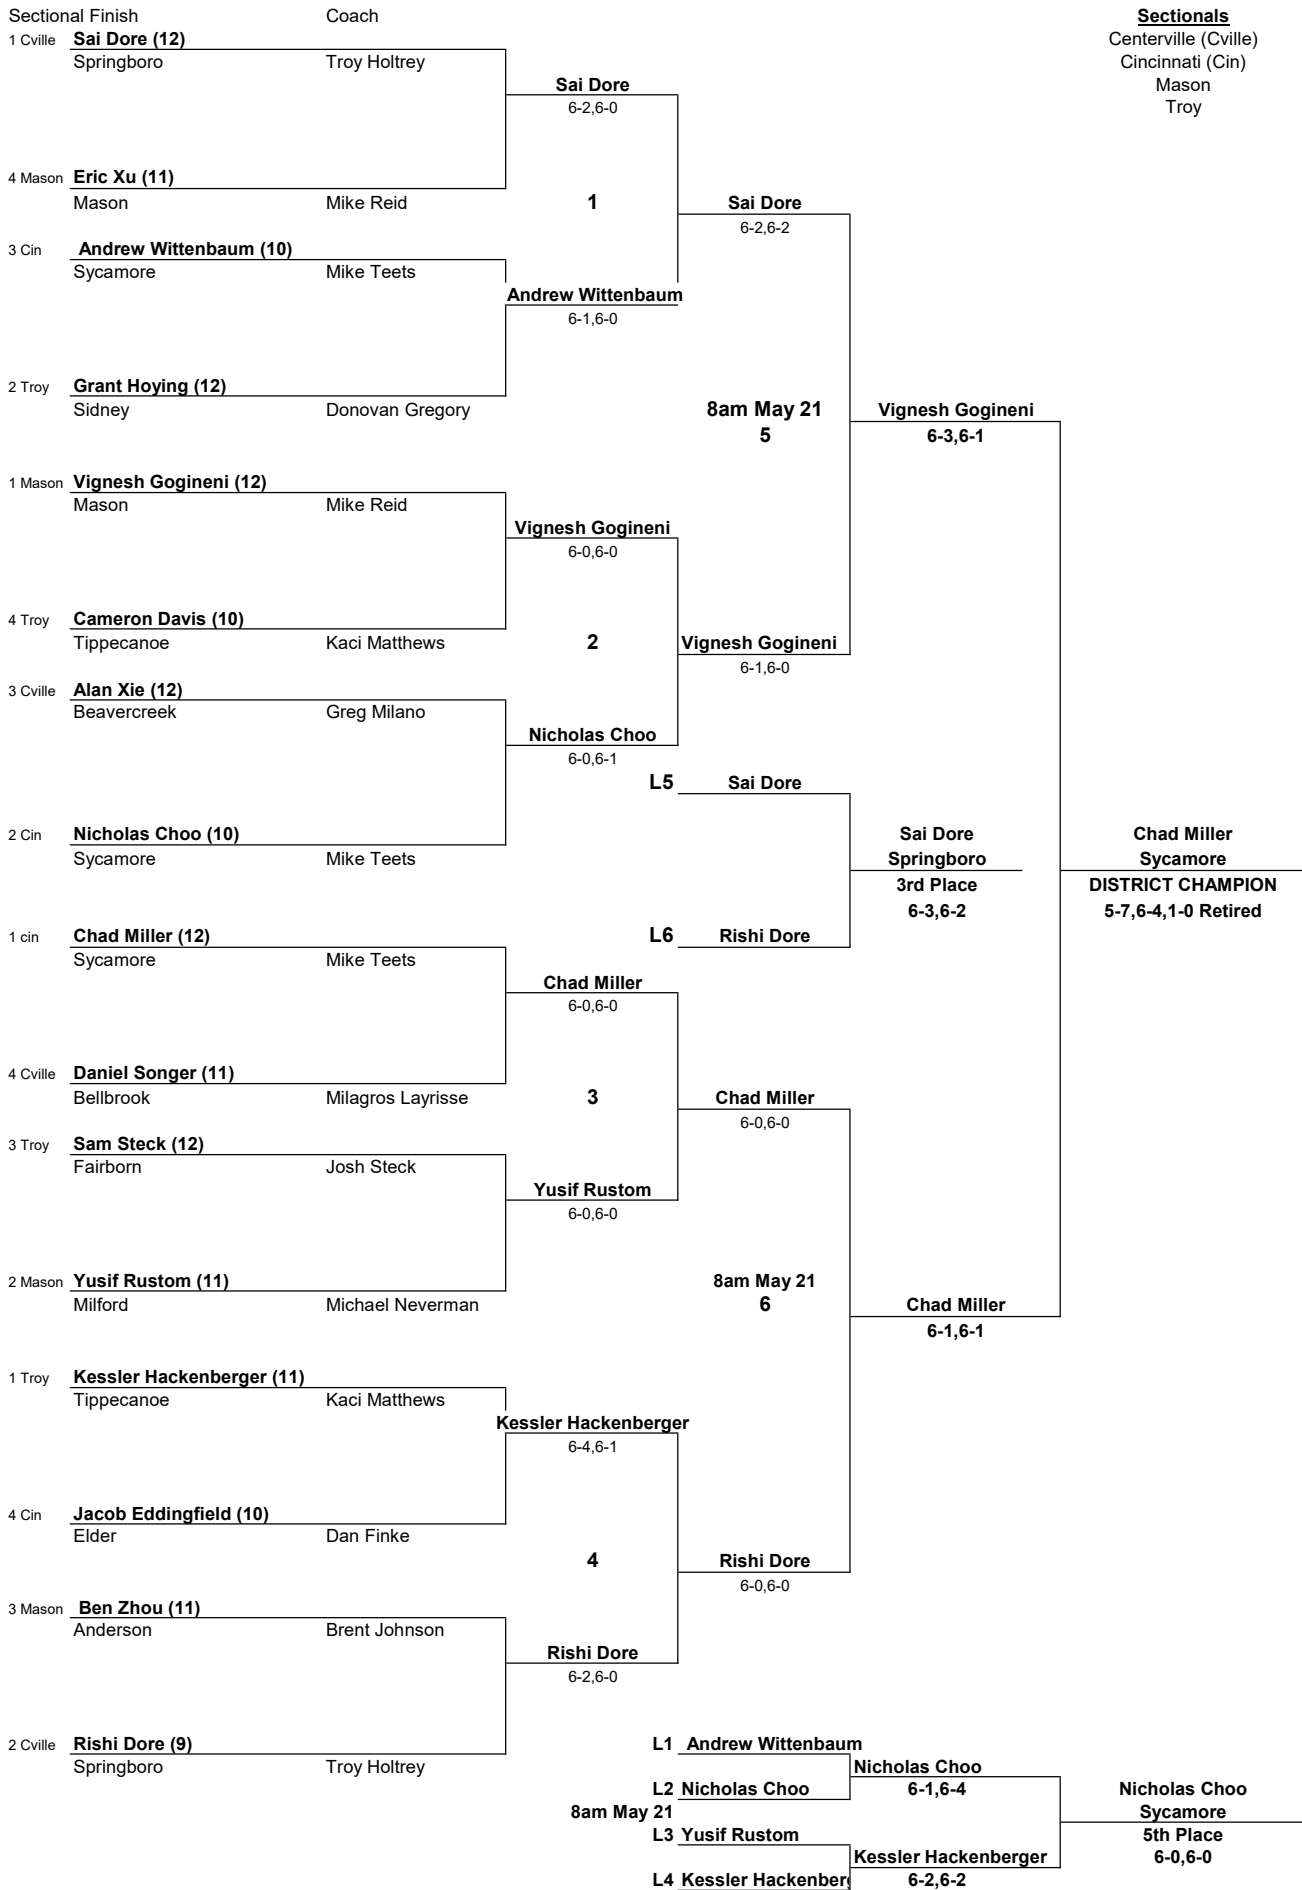 Sectional Finish Coach Sectionals
1 Cville Sai Dore (12) Centerville (Cville)
Springboro Troy Holtrey Cincinnati (Cin)
Sai Dore Mason
6-2,6-0 Troy
4 Mason Eric Xu (11)
Mason Mike Reid 1 Sai Dore
6-2,6-2
3 Cin Andrew Wittenbaum (10)
Sycamore Mike Teets
Andrew Wittenbaum
6-1,6-0
2 Troy Grant Hoying (12)
Sidney Donovan Gregory 8am May 21 Vignesh Gogineni
5 6-3,6-1
1 Mason Vignesh Gogineni (12)
Mason Mike Reid
Vignesh Gogineni
6-0,6-0
4 Troy Cameron Davis (10)
Tippecanoe Kaci Matthews 2 Vignesh Gogineni
6-1,6-0
3 Cville Alan Xie (12)
Beavercreek Greg Milano
Nicholas Choo
6-0,6-1
L5 Sai Dore
2 Cin Nicholas Choo (10) Sai Dore Chad Miller
Sycamore Mike Teets Springboro Sycamore
3rd Place DISTRICT CHAMPION
6-3,6-2 5-7,6-4,1-0 Retired
1 cin Chad Miller (12) L6 Rishi Dore
Sycamore Mike Teets
Chad Miller
6-0,6-0
4 Cville Daniel Songer (11)
Bellbrook Milagros Layrisse 3 Chad Miller
6-0,6-0
3 Troy Sam Steck (12)
Fairborn Josh Steck
Yusif Rustom
6-0,6-0
2 Mason Yusif Rustom (11) 8am May 21
Milford Michael Neverman 6 Chad Miller
6-1,6-1
1 Troy Kessler Hackenberger (11)
Tippecanoe Kaci Matthews
Kessler Hackenberger
6-4,6-1
4 Cin Jacob Eddingfield (10)
Elder Dan Finke
4 Rishi Dore
6-0,6-0
3 Mason Ben Zhou (11)
Anderson Brent Johnson
Rishi Dore
6-2,6-0
2 Cville Rishi Dore (9) L1 Andrew Wittenbaum
Springboro Troy Holtrey Nicholas Choo
L2 Nicholas Choo 6-1,6-4 Nicholas Choo
8am May 21 Sycamore
L3 Yusif Rustom 5th Place
Kessler Hackenberger 6-0,6-0
L4 Kessler Hackenber 6-2,6-2